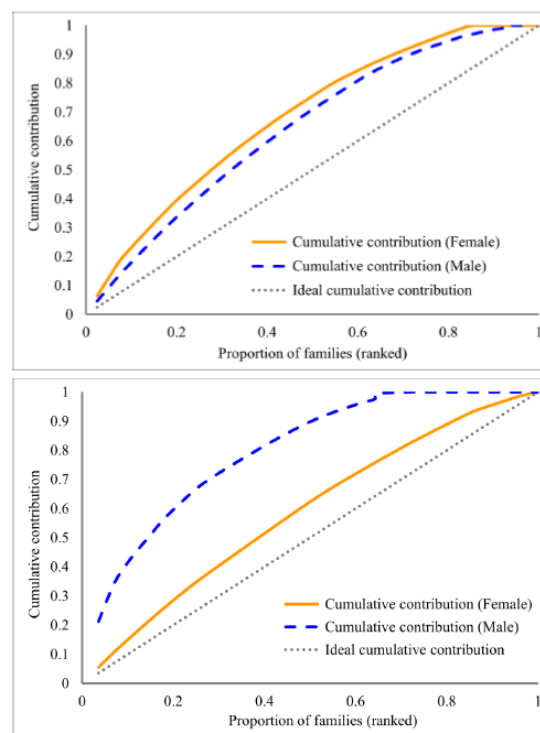 1
0.9
0.8
0.7
0.6
0.5
0.4
0.3
0.2
0.1
0
Cumulative contribution
Cumulative contribution (Female)
Cumulative contribution (Male)
Ideal cumulative contribution
0 0.2 0.4 0.6 0.8 1
Proportion of families (ranked)
1
0.9
0.8
0.7
0.6
0.5
0.4
0.3
0.2
0.1
0
Cumulative contribution
Cumulative contribution (Female)
Cumulative contribution (Male)
Ideal cumulative contribution
0 0.2 0.4 0.6 0.8 1
Proportion of families (ranked)